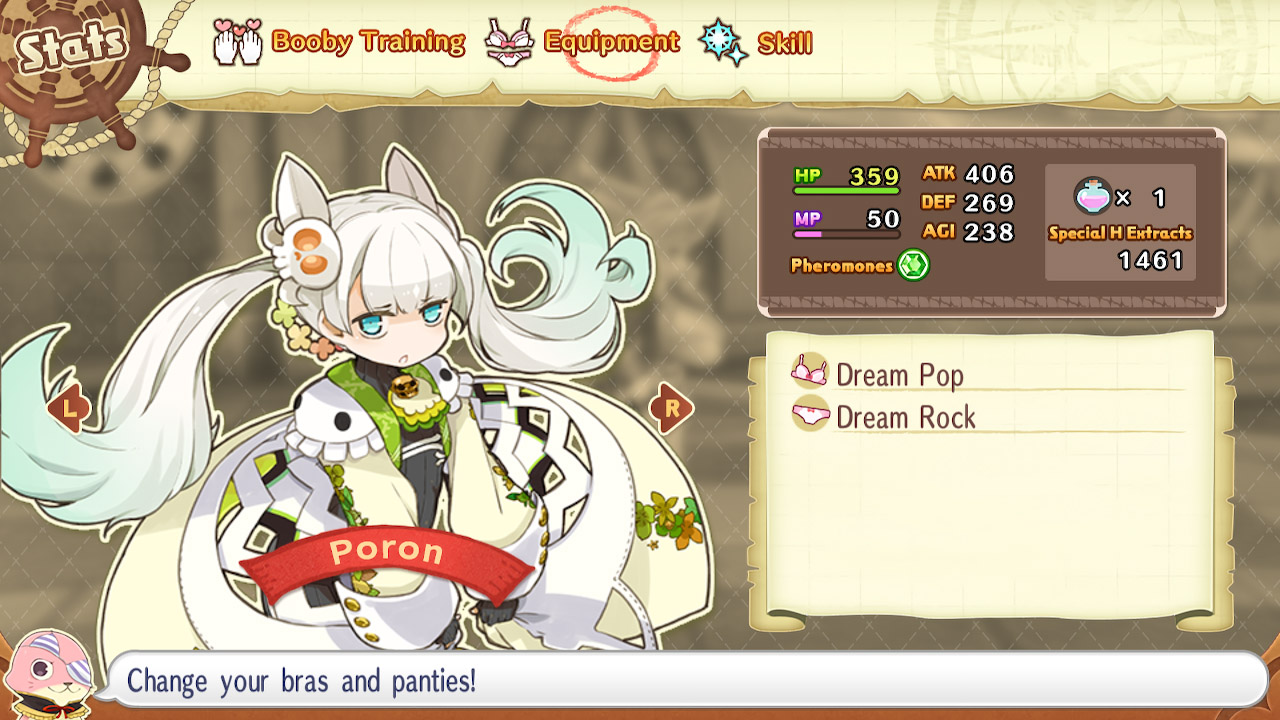 Stats
Booby Training
Equipment
Skill
HP 359
ATK 406
MP 50
DEF 269
AGI 238
Pheromones
× 1
Special H Extracts
1461
L
R
Dream Pop
Dream Rock
Poron
Change your bras and panties!